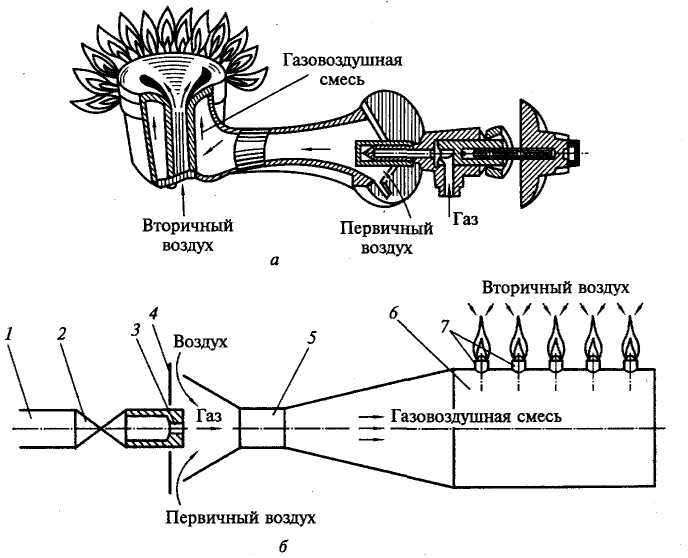 Газовоздушная
смесь
Вторичный
воздух
Первичный
воздух
Газ
а
Вторичный воздух
1
2
3
4
Воздух
5
6
7
Газ
Газовоздушная смесь
Первичный воздух
б